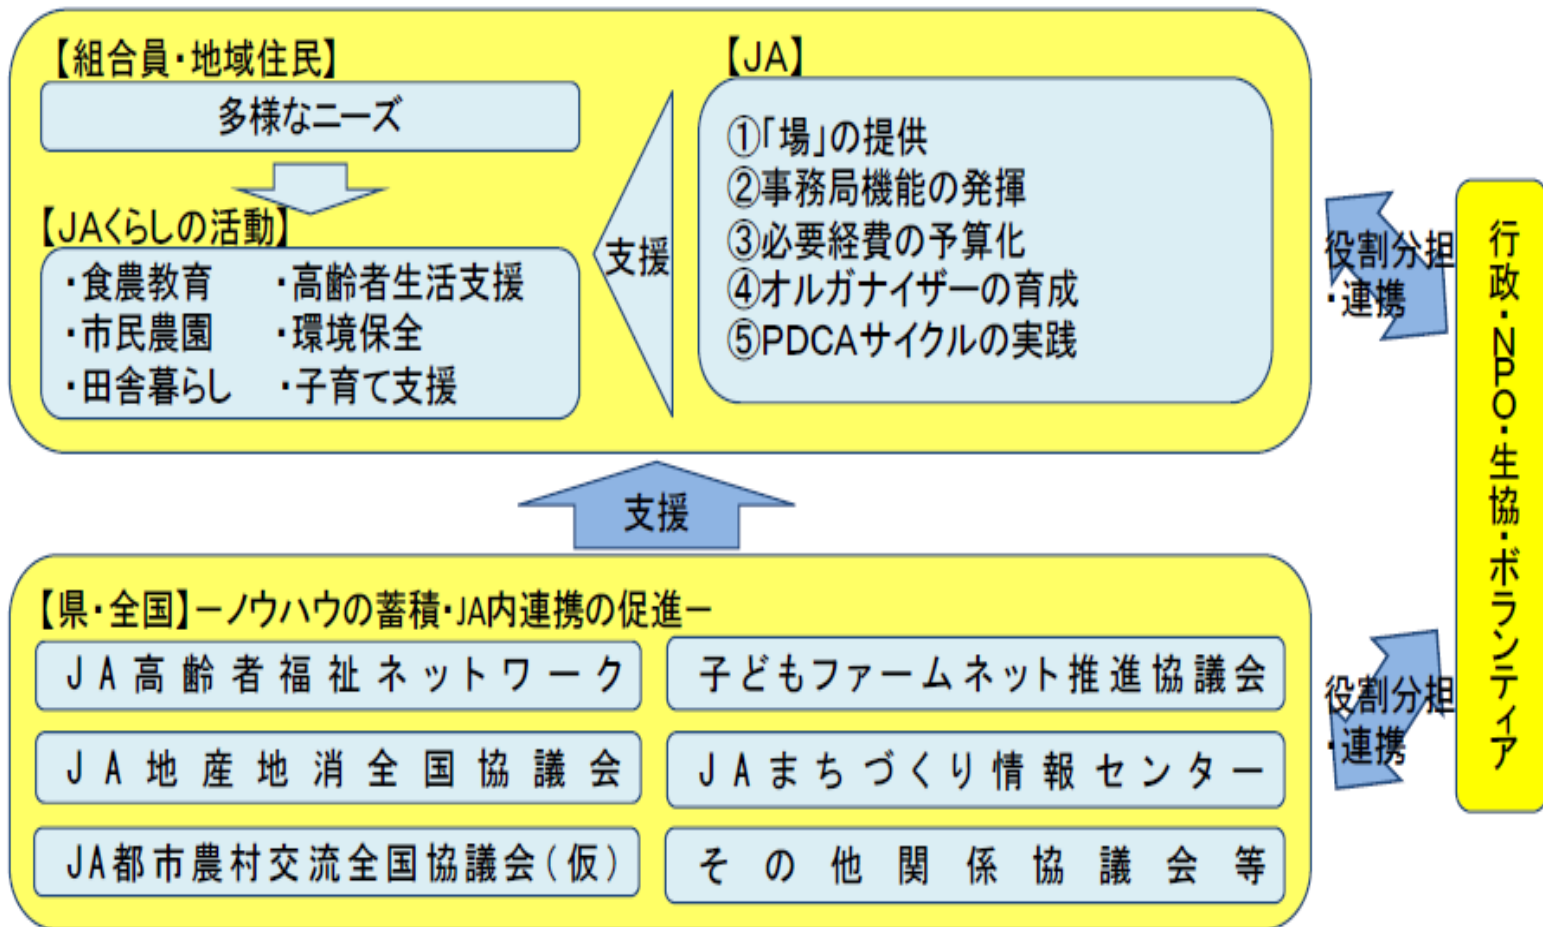 【組合員・地域住民】
多様なニーズ
【JAくらしの活動】
・食農教育　・高齢者生活支援
・市民農園　・環境保全
・田舎暮らし　・子育て支援
支援
【JA】
①「場」の提供
②事務局機能の発揮
③必要経費の予算化
④オルガナイザーの育成
⑤PDCAサイクルの実践
役割分担
・連携
行政・NPO・生協・ボランティア
支援
【県・全国】－ノウハウの蓄積・JA内連携の促進－
JA高齢者福祉ネットワーク
子どもファームネット推進協議会
JA地産地消全国協議会
JAまちづくり情報センター
JA都市農村交流全国協議会(仮)
その他関係協議会等
役割分担
・連携